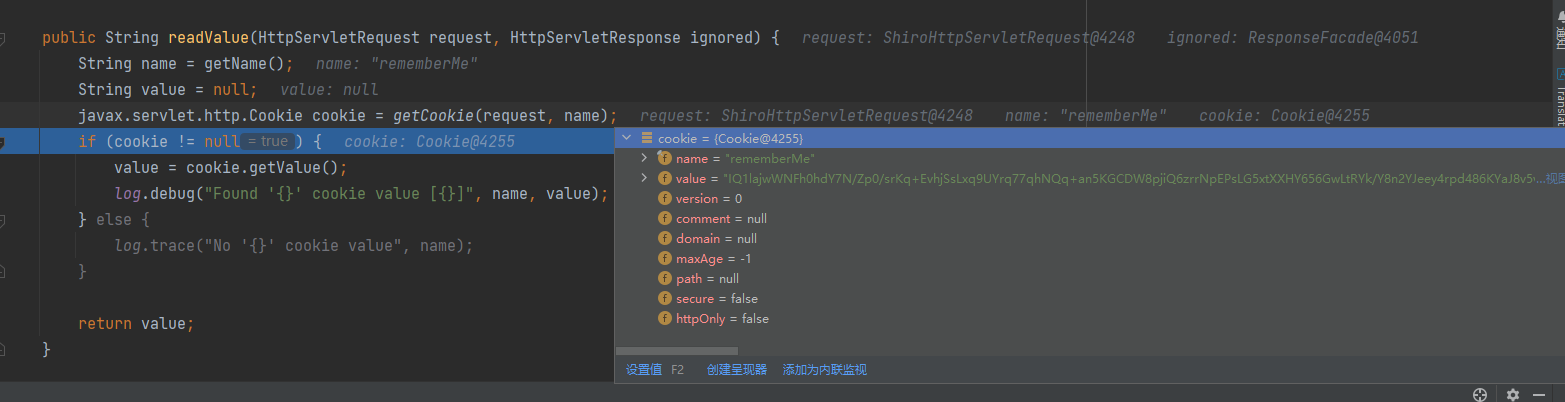 public String readValue(HttpServletRequest request, HttpServletResponse ignored) { request: ShiroHttpServletRequest@4248 ignored: ResponseFacade@4051
String name = getName(); name: "rememberMe"
String value = null; value: null
javax.servlet.http.Cookie cookie = getCookie(request, name); request: ShiroHttpServletRequest@4248 name: "rememberMe" cookie: Cookie@4255
if (cookie != null = true ) { cookie: Cookie@4255
value = cookie.getValue();
log.debug("Found '{}' cookie value [{}]", name, value);
} else {
log.trace("No '{}' cookie value", name);
}
return value;
}
cookie = {Cookie@4255}
name = "rememberMe"
value = "IQ1lajwWNFh0hdY7N/Zp0/srKq+EvhjSsLxq9UYrq77qhNQq+an5KGCDW8pjiQ6zrrNpEPsLG5xtXXHY656GwLtRYk/Y8n2YJeey4rpd486KYaJ8v5...视图
version = 0
comment = null
domain = null
maxAge = -1
path = null
secure = false
httpOnly = false
设置值 F2 创建呈现器 添加为内联监视
通知
Translat